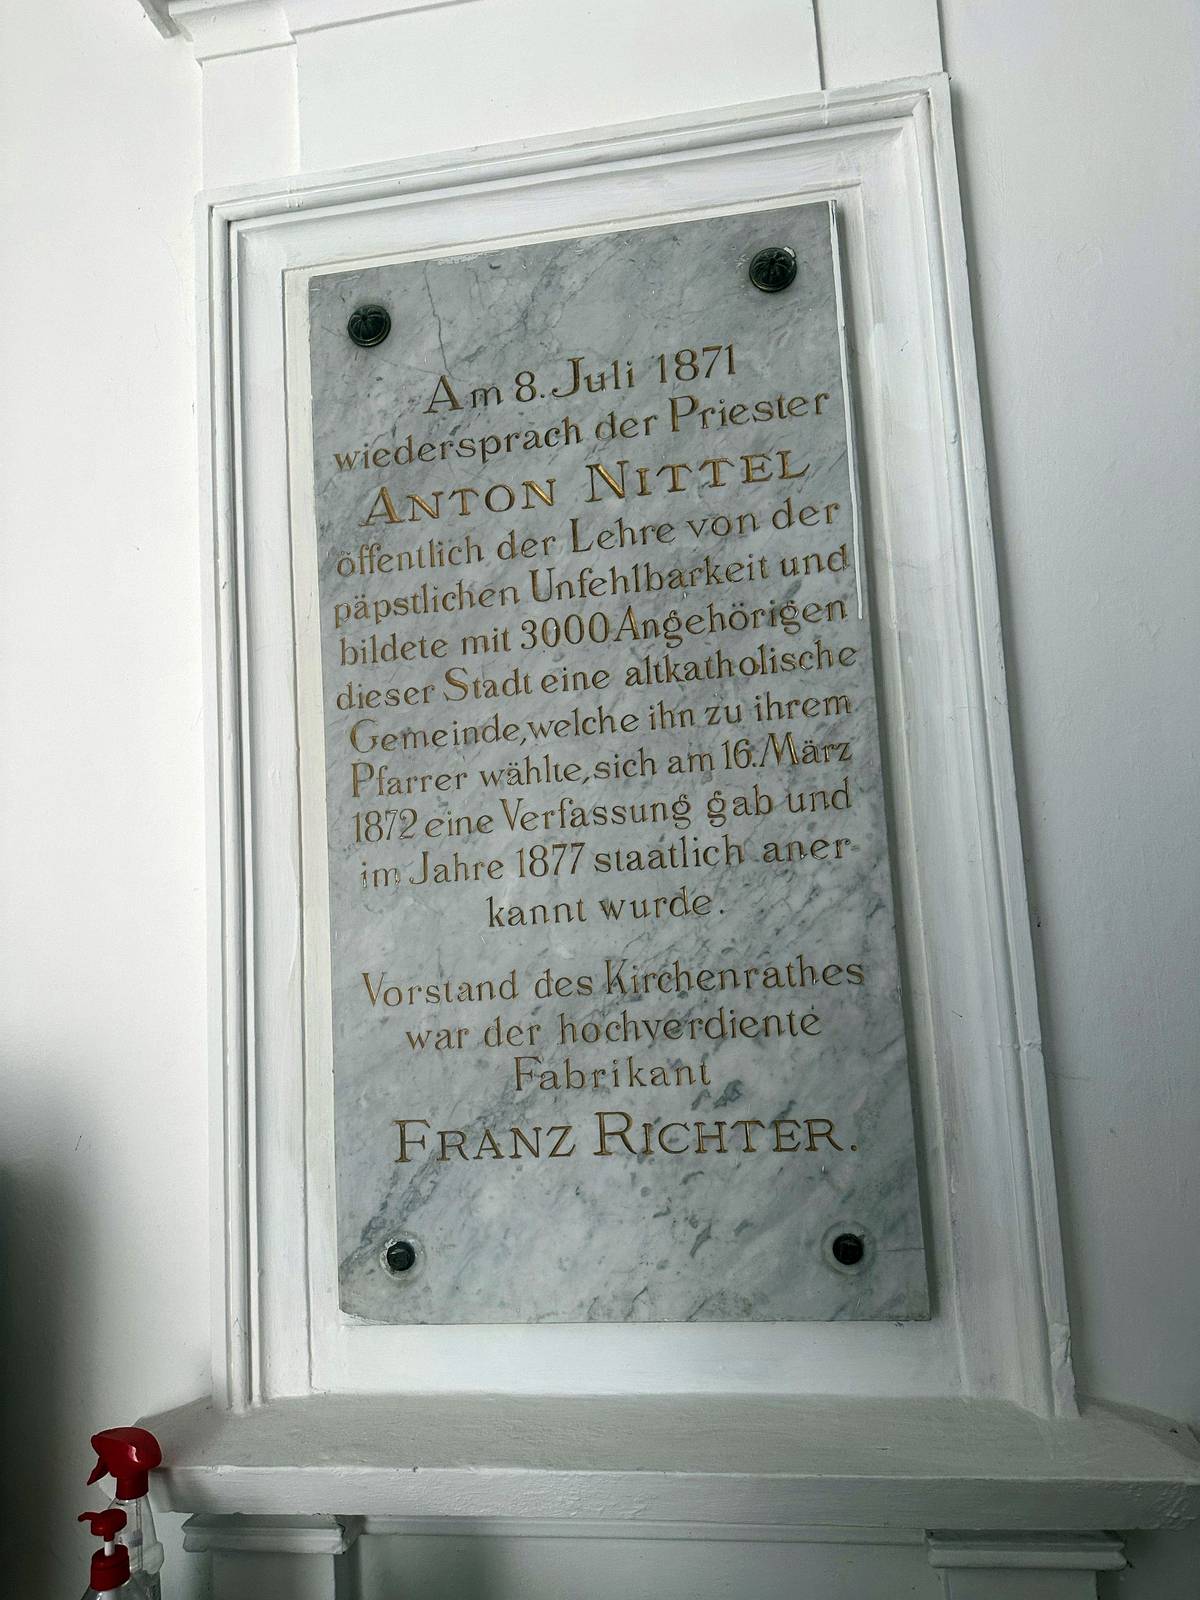 Am 8. Juli 1871
wiedersprach der Priester
ANTON NITTEL
öffentlich der Lehre von der
päpstlichen Unfehlbarkeit und
bildete mit 3000 Angehörigen
dieser Stadt eine altkatholische
Gemeinde, welche ihn zu ihrem
Pfarrer wählte, sich am 16. März
1872 eine Verfassung gab und
im Jahre 1877 staatlich aner-
kannt wurde.
Vorstand des Kirchenrathes
war der hochverdiente
Fabrikant
FRANZ RICHTER.